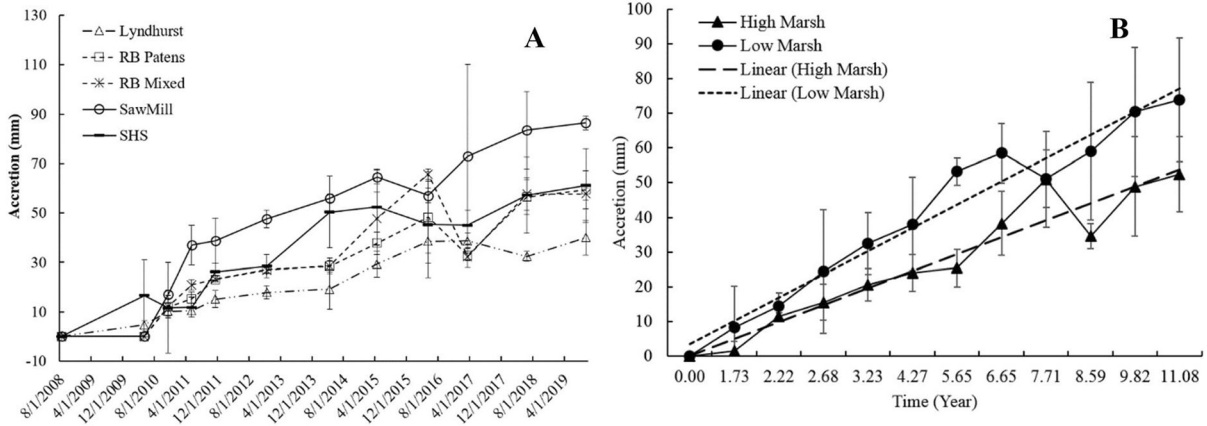 130
110
90
70
50
30
10
-10
Accretion (mm)
Lyndhurst
RB Patens
RB Mixed
SawMill
SHS
A
8/1/2008
4/1/2009
12/1/2009
8/1/2010
4/1/2011
12/1/2011
8/1/2012
4/1/2013
12/1/2013
8/1/2014
4/1/2015
12/1/2015
8/1/2016
4/1/2017
12/1/2017
8/1/2018
4/1/2019
100
90
80
70
60
50
40
30
20
10
0
Accretion (mm)
High Marsh
Low Marsh
Linear (High Marsh)
Linear (Low Marsh)
B
0.00 1.73 2.22 2.68 3.23 4.27 5.65 6.65 7.71 8.59 9.82 11.08
Time (Year)